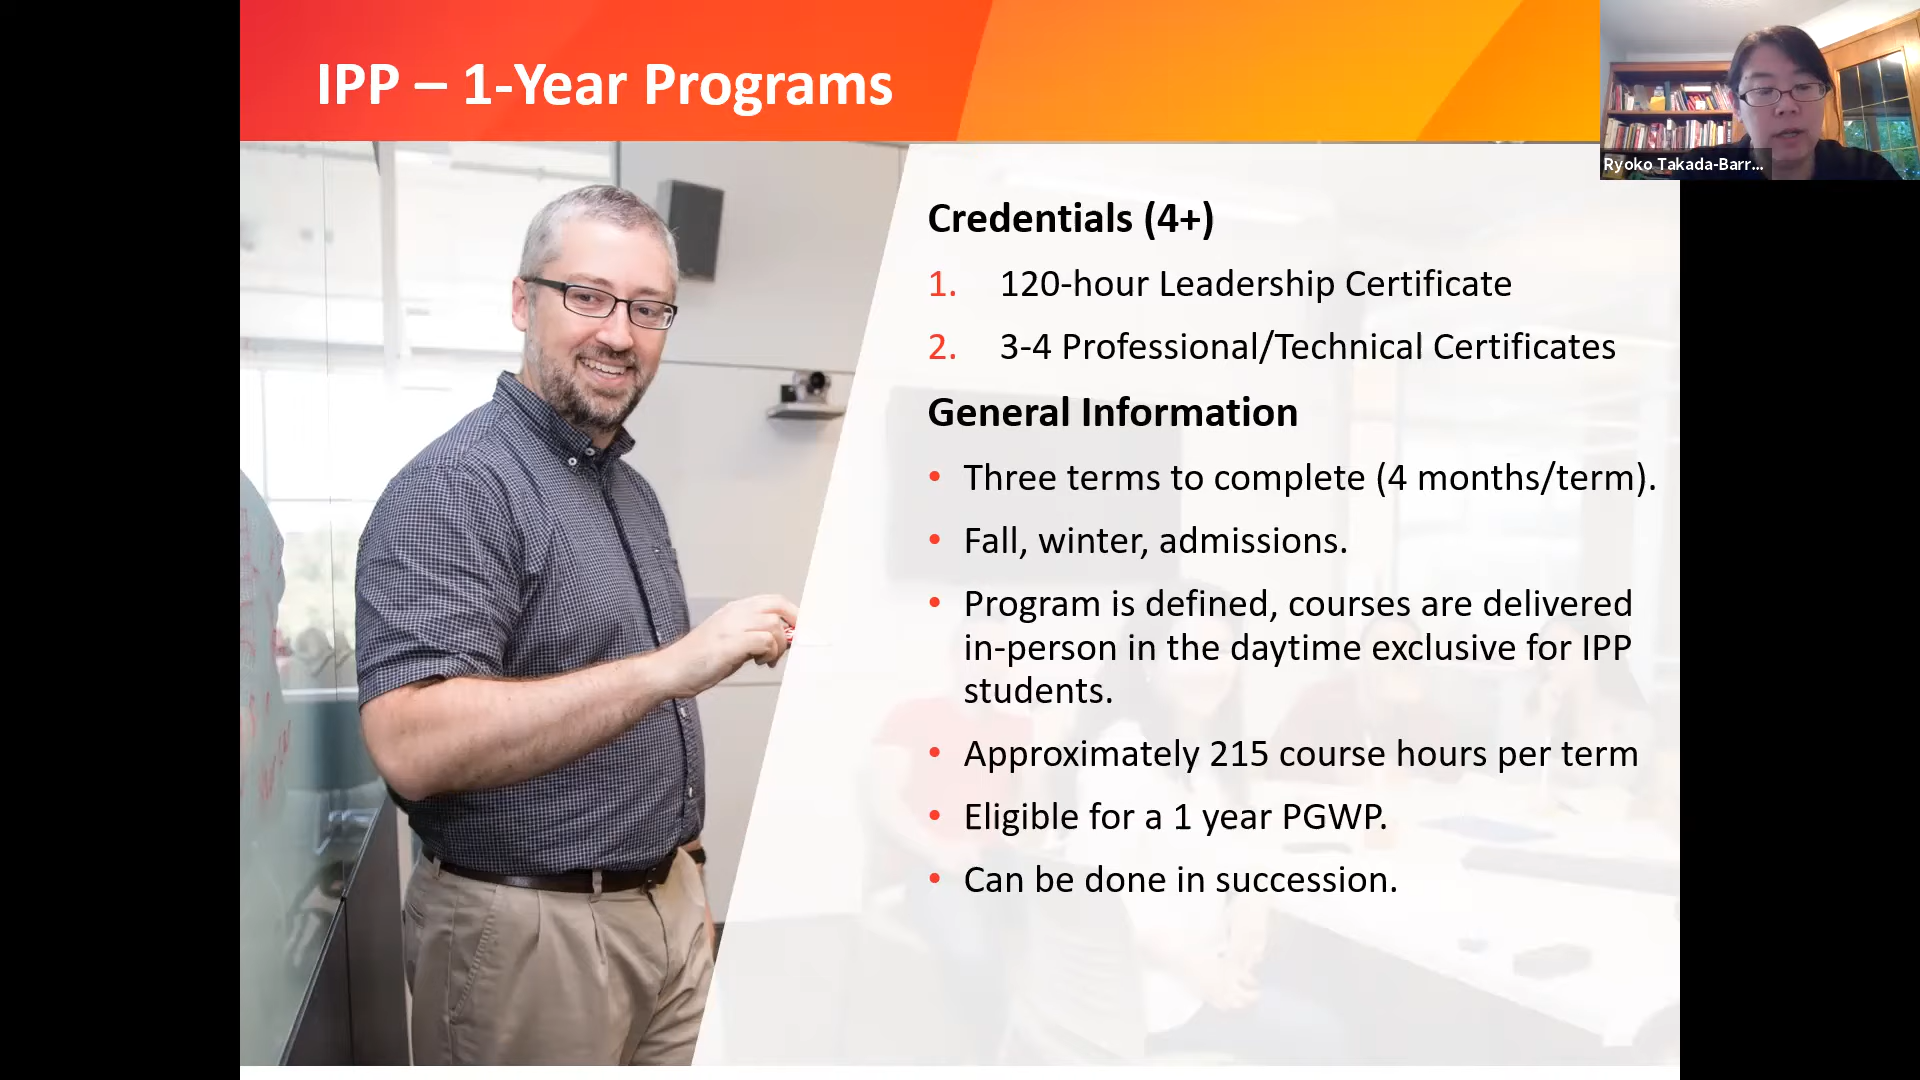 IPP – 1-Year Programs
Ryoko Takada-Barr...
Credentials (4+)
1. 120-hour Leadership Certificate
2. 3-4 Professional/Technical Certificates
General Information
• Three terms to complete (4 months/term).
• Fall, winter, admissions.
• Program is defined, courses are delivered
in-person in the daytime exclusive for IPP
students.
• Approximately 215 course hours per term
• Eligible for a 1 year PGWP.
• Can be done in succession.